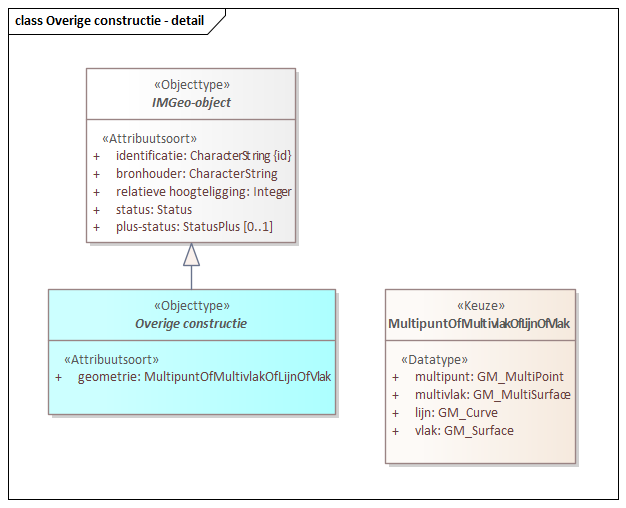 class Overige constructie - detail
«Objecttype»
IMGeo-object
«Attribuutsoort»
+ identificatie: CharacterString {id}
+ bronhouder: CharacterString
+ relatieve hoogteligging: Integer
+ status: Status
+ plus-status: StatusPlus [0..1]
«Objecttype»
Overige constructie
«Attribuutsoort»
+ geometrie: MultipuntOfMultivlakOfLijnOfVlak
«Keuze»
MultipuntOfMultivlakOfLijnOfVlak
«Datatype»
+ multipunt: GM_MultiPoint
+ multivlak: GM_MultiSurface
+ lijn: GM_Curve
+ vlak: GM_Surface